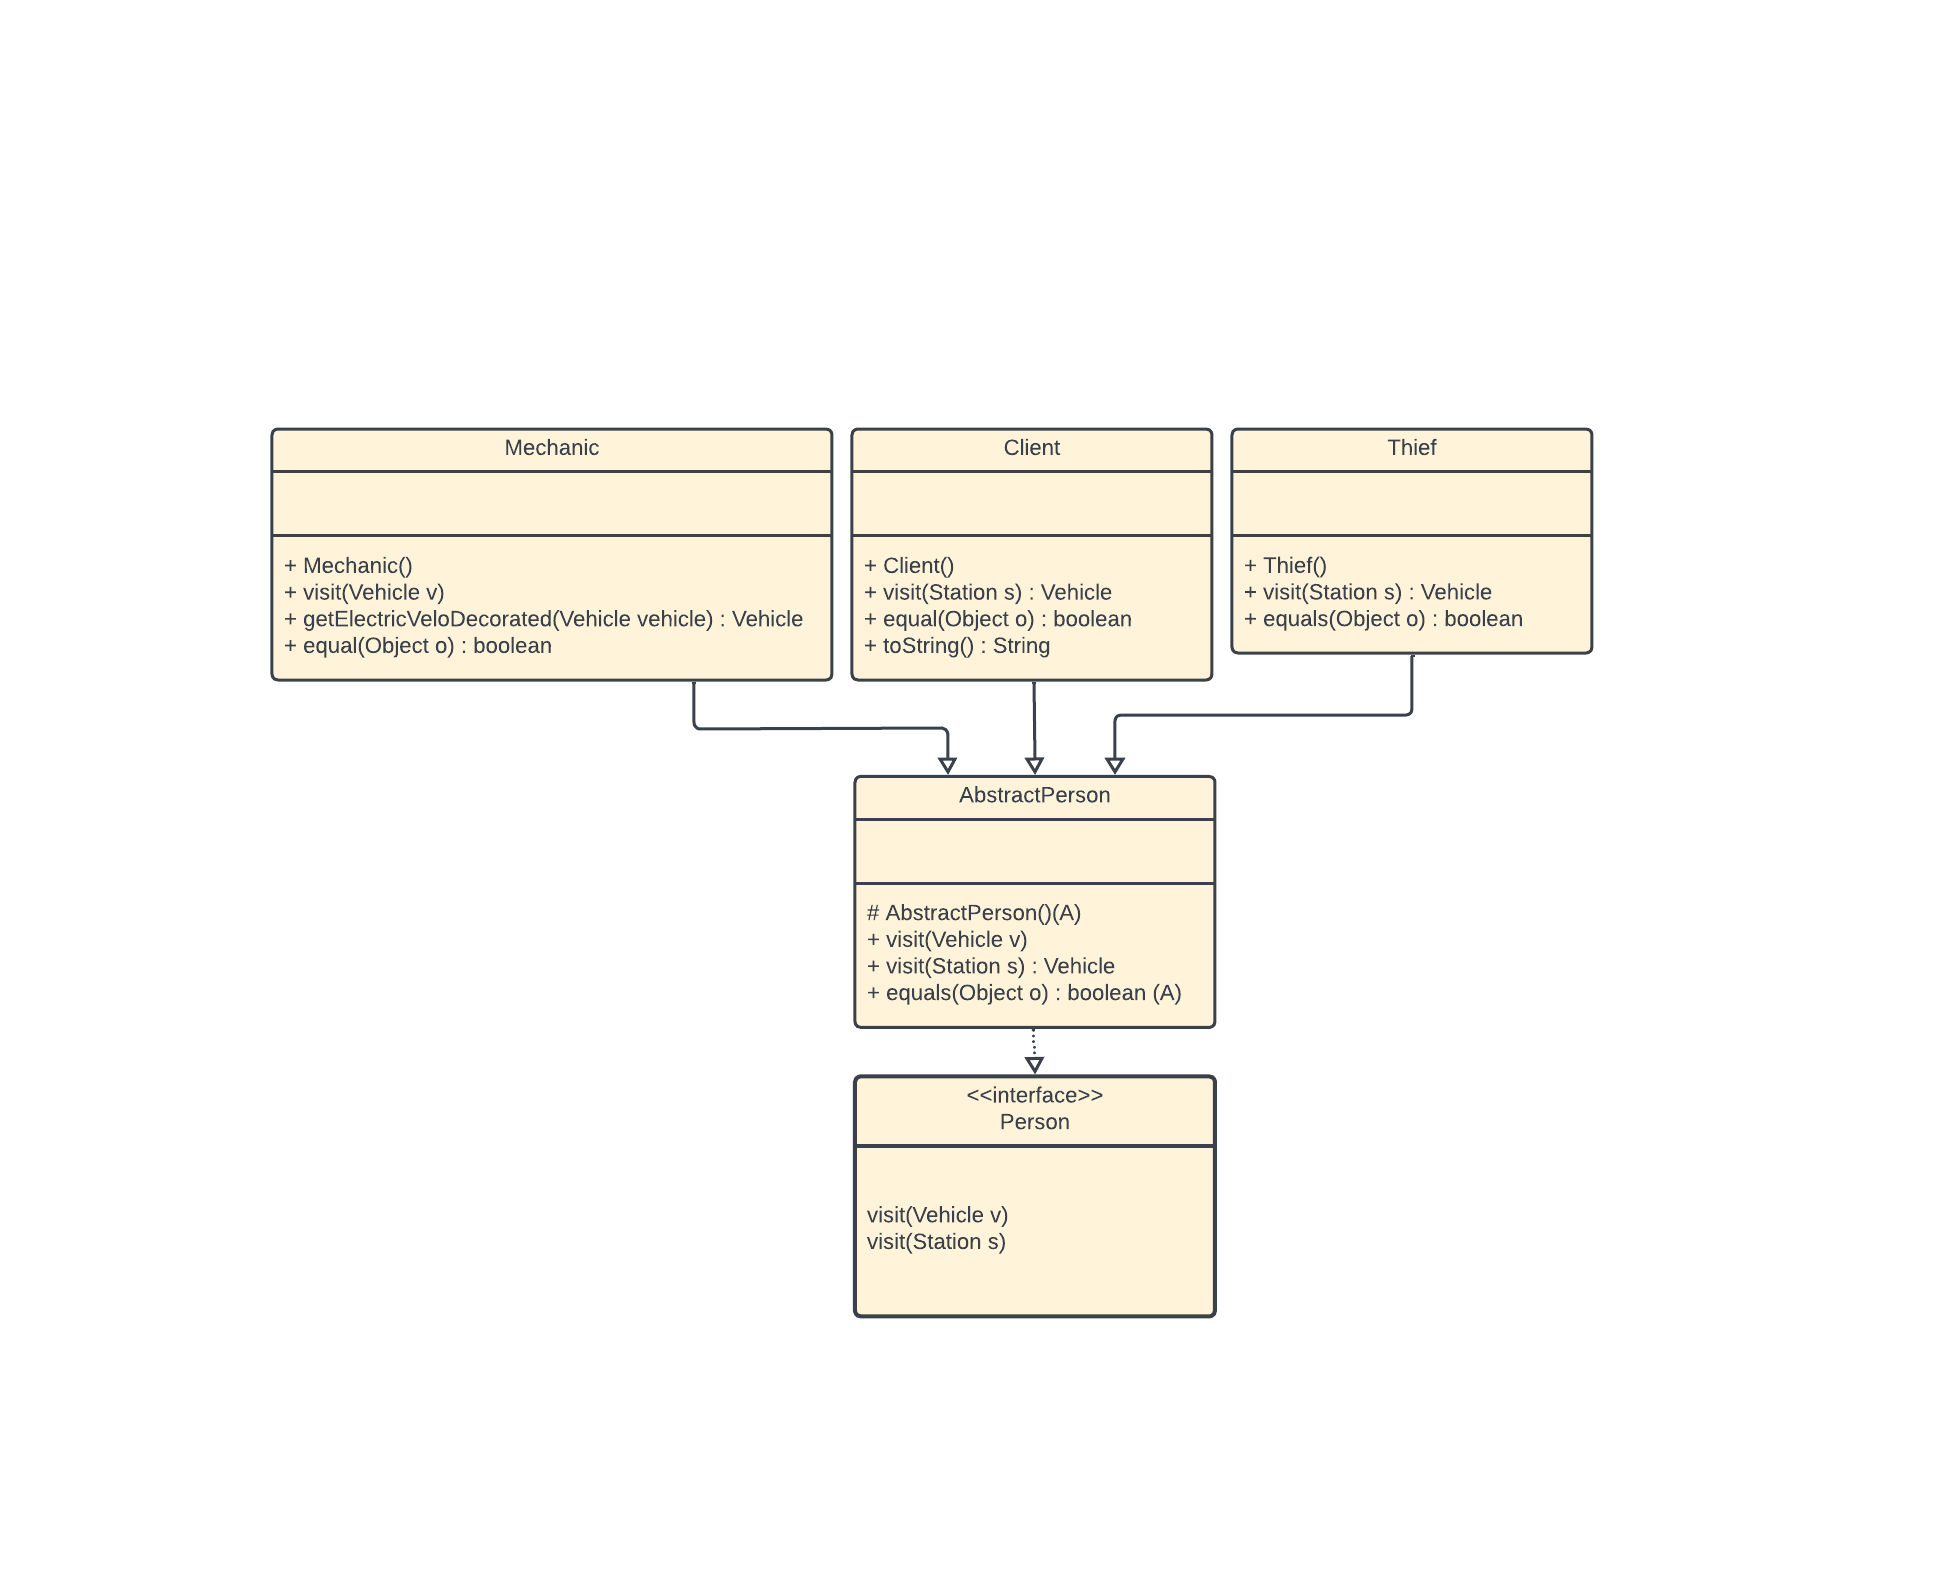 Mechanic
+ Mechanic()
+ visit(Vehicle v)
+ getElectricVeloDecorated(Vehicle vehicle) : Vehicle
+ equal(Object o) : boolean
Client
+ Client()
+ visit(Station s) : Vehicle
+ equal(Object o) : boolean
+ toString() : String
Thief
+ Thief()
+ visit(Station s) : Vehicle
+ equals(Object o) : boolean
AbstractPerson
# AbstractPerson()(A)
+ visit(Vehicle v)
+ visit(Station s) : Vehicle
+ equals(Object o) : boolean (A)
<<interface>>
Person
visit(Vehicle v)
visit(Station s)